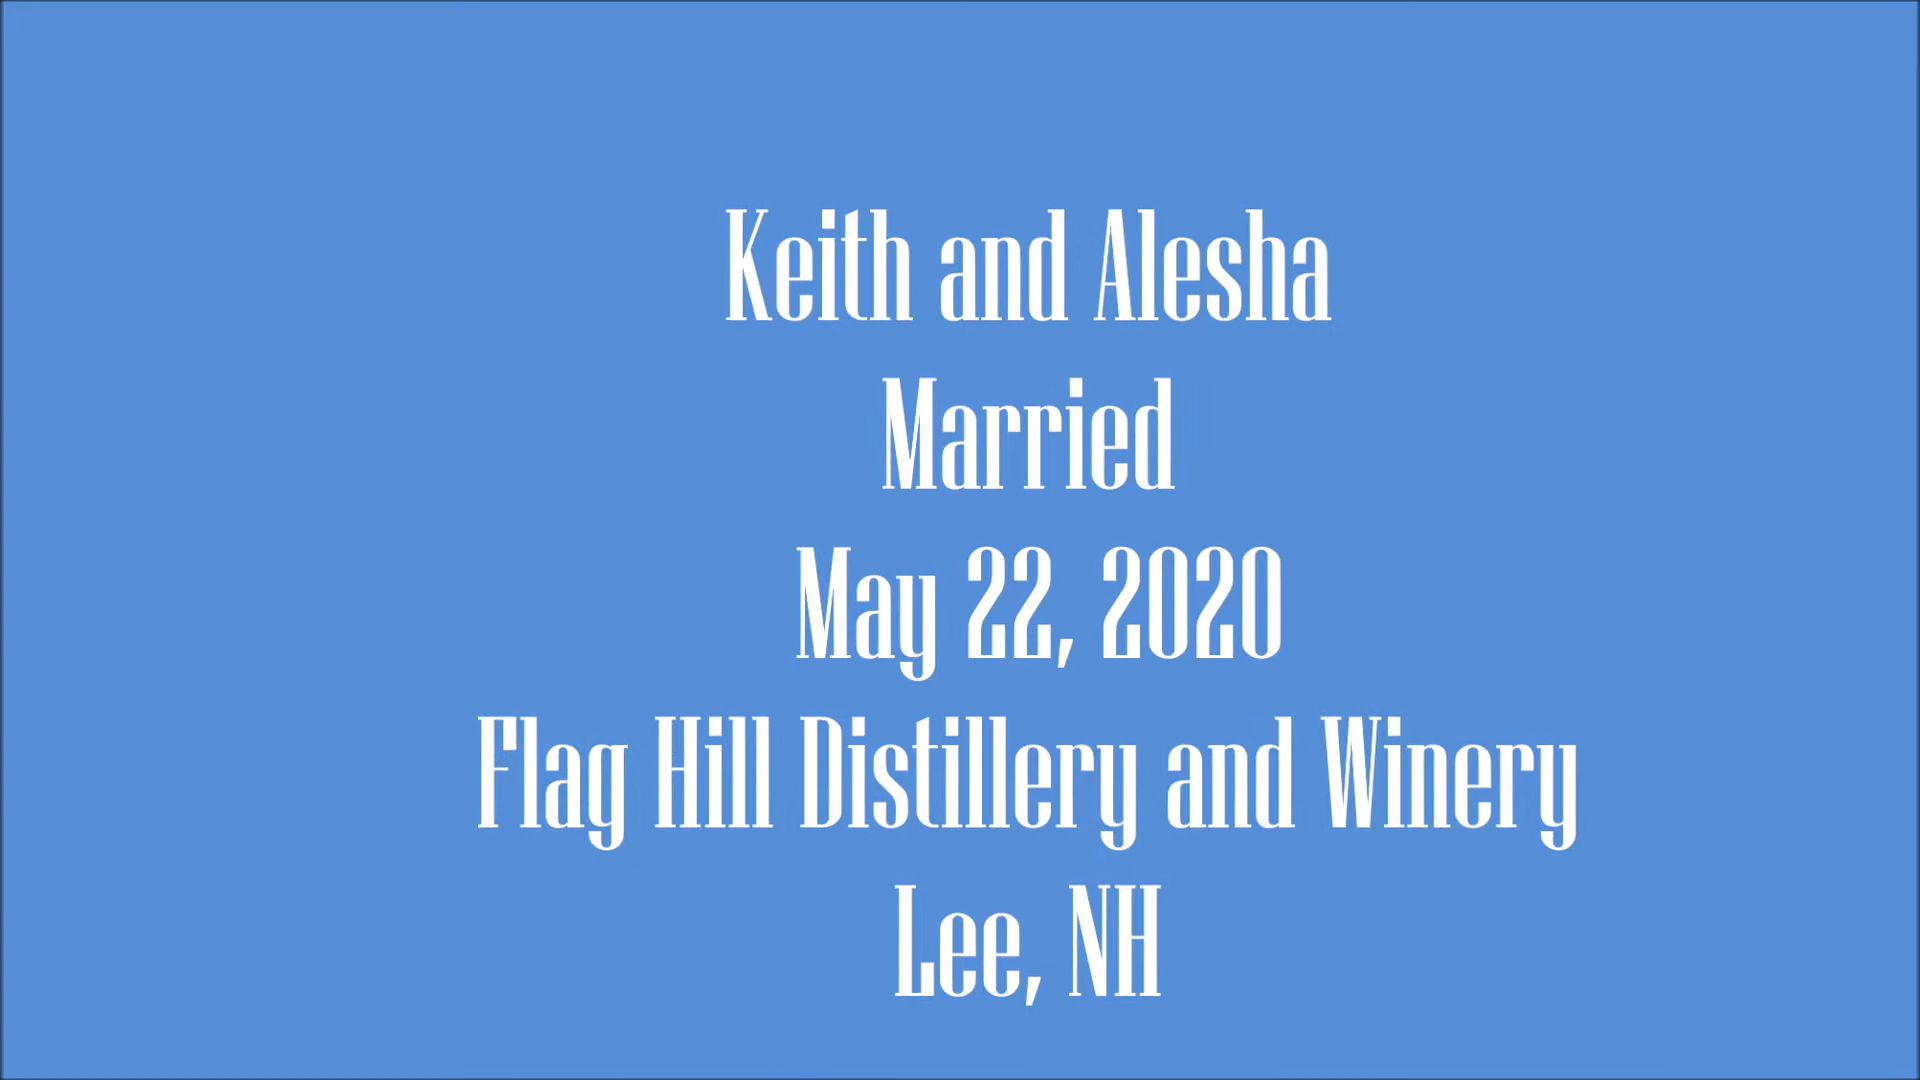 Keith and Alesha
Married
May 22, 2020
Flag Hill Distillery and Winery
Lee, NH